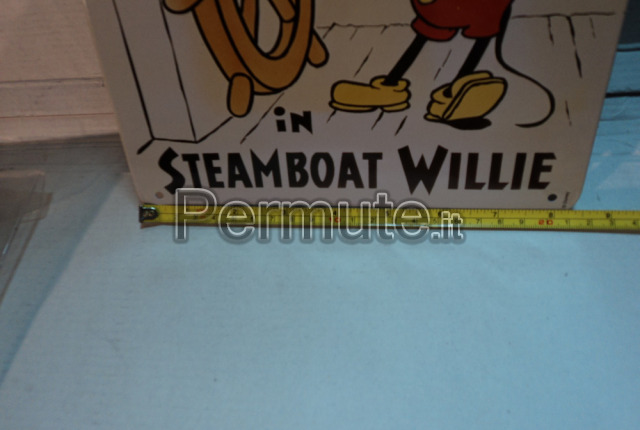 iN
STEAMBOAT WILLIE
Permute.it